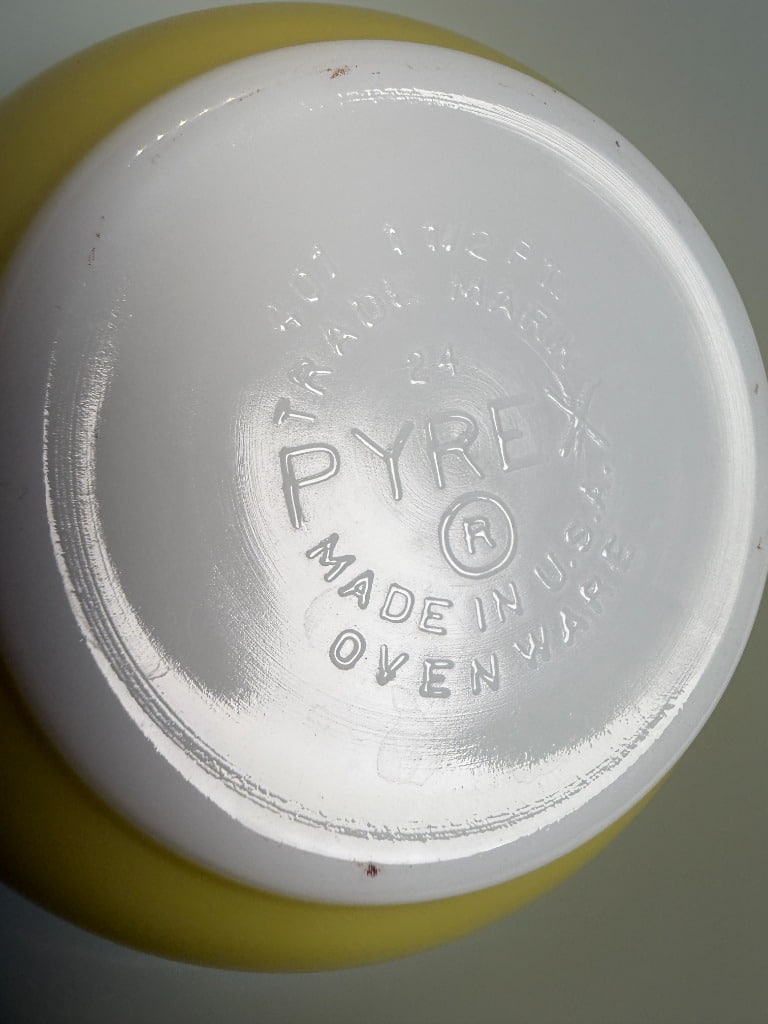 401 1 1/2 PT.
TRADE MARK
24
PYREX
®
MADE IN U.S.A.
OVENWARE